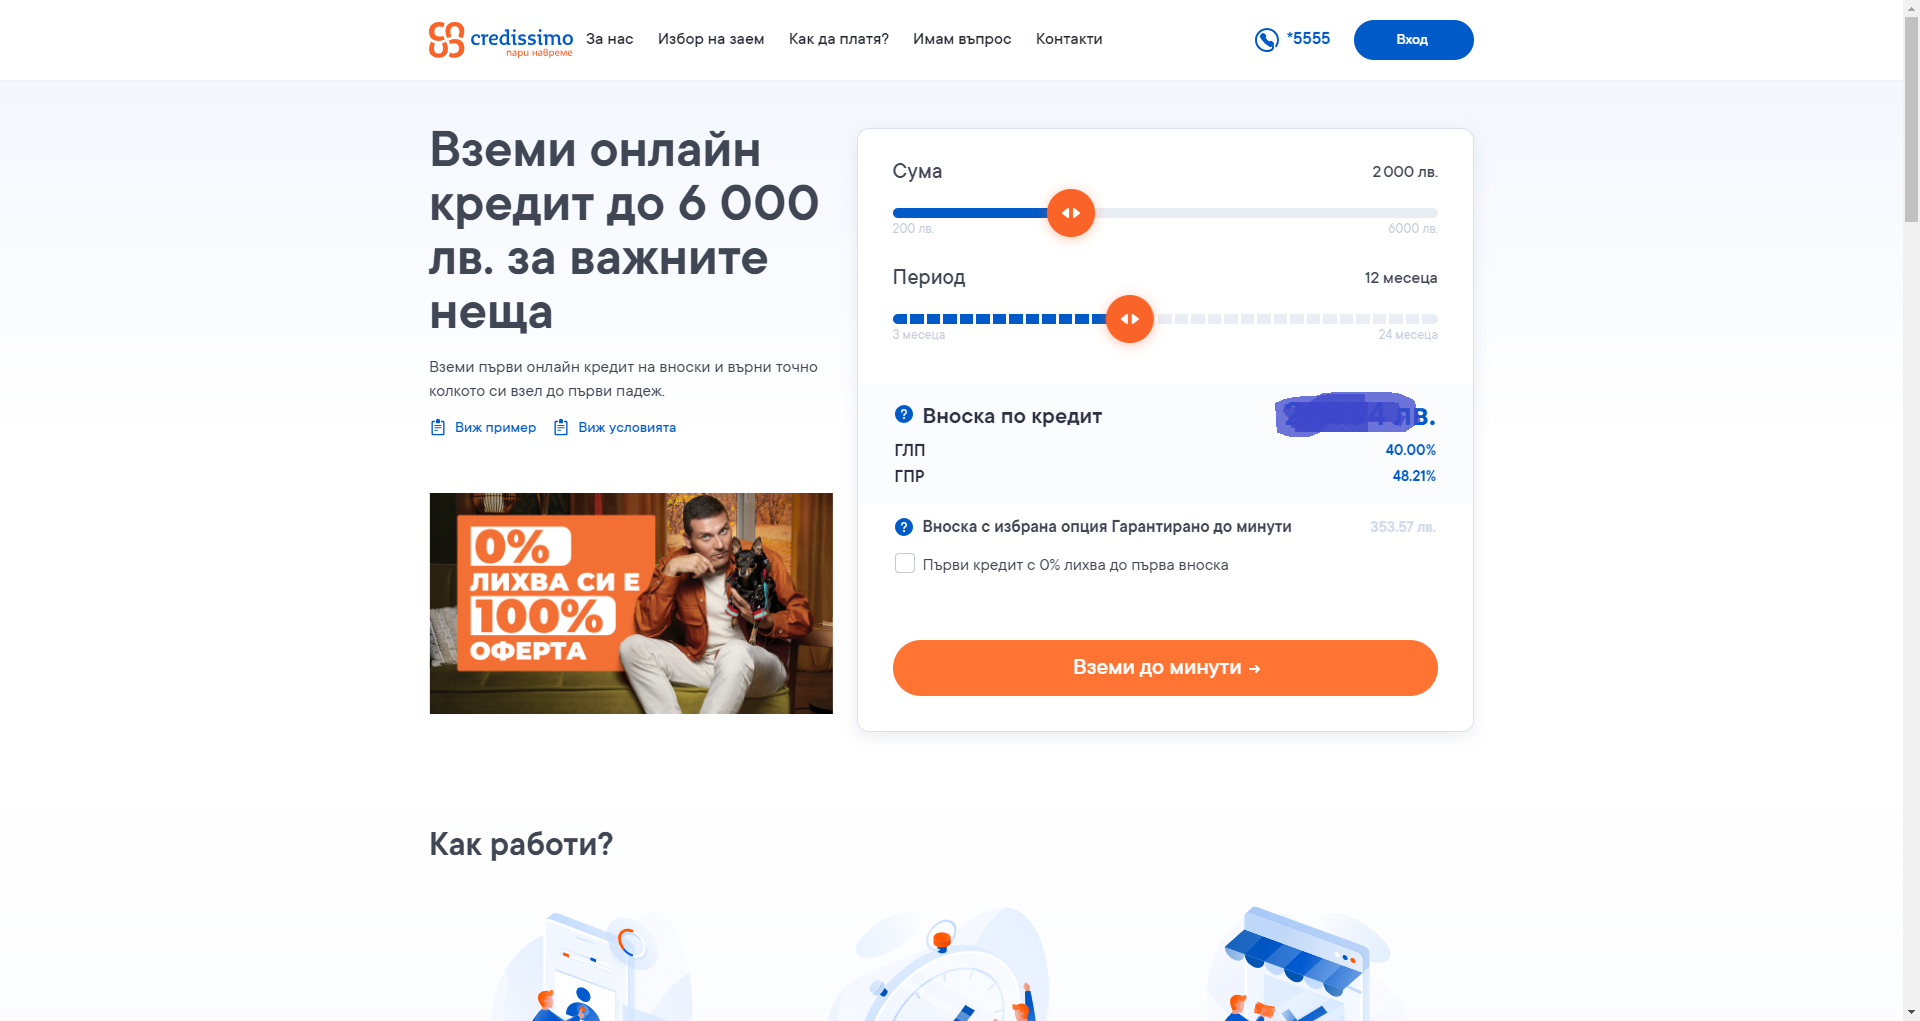 credissimo
пари навреме
За нас
Избор на заем
Как да платя?
Имам въпрос
Контакти
*5555
Вход
Вземи онлайн
кредит до 6 000
лв. за важните
неща
Вземи първи онлайн кредит на вноски и върни точно
колкото си взел до първи падеж.
Виж пример
Виж условията
0%
ЛИХВА СИ Е
100%
ОФЕРТА
Сума
2 000 лв.
200 лв.
6000 лв.
Период
12 месеца
3 месеца
24 месеца
? Вноска по кредит
лв.
ГЛП
40.00%
ГПР
48.21%
? Вноска с избрана опция Гарантирано до минути
353.57 лв.
Първи кредит с 0% лихва до първа вноска
Вземи до минути →
Как работи?